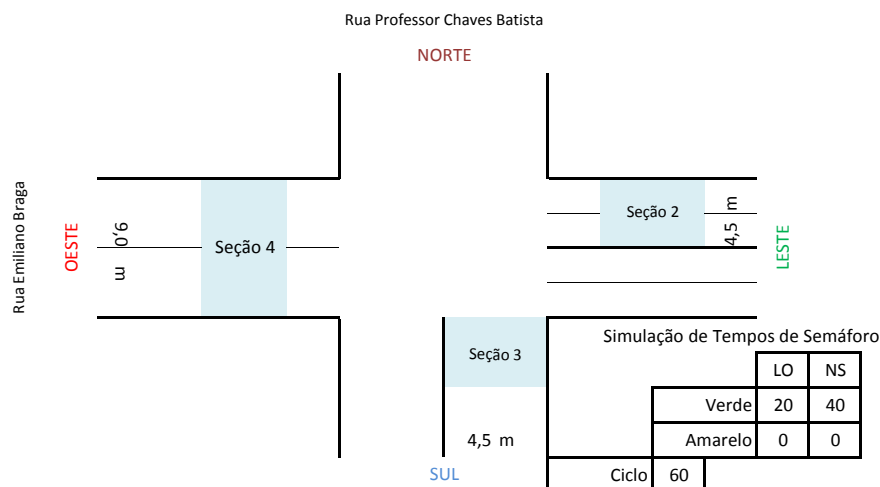 Rua Professor Chaves Batista
NORTE
Rua Emiliano Braga
OESTE
9,0 m
Seção 4
Seção 2
4,5 m
LESTE
Seção 3
4,5 m
SUL
Simulação de Tempos de Semáforo
LO NS
Verde 20 40
Amarelo 0 0
Ciclo 60